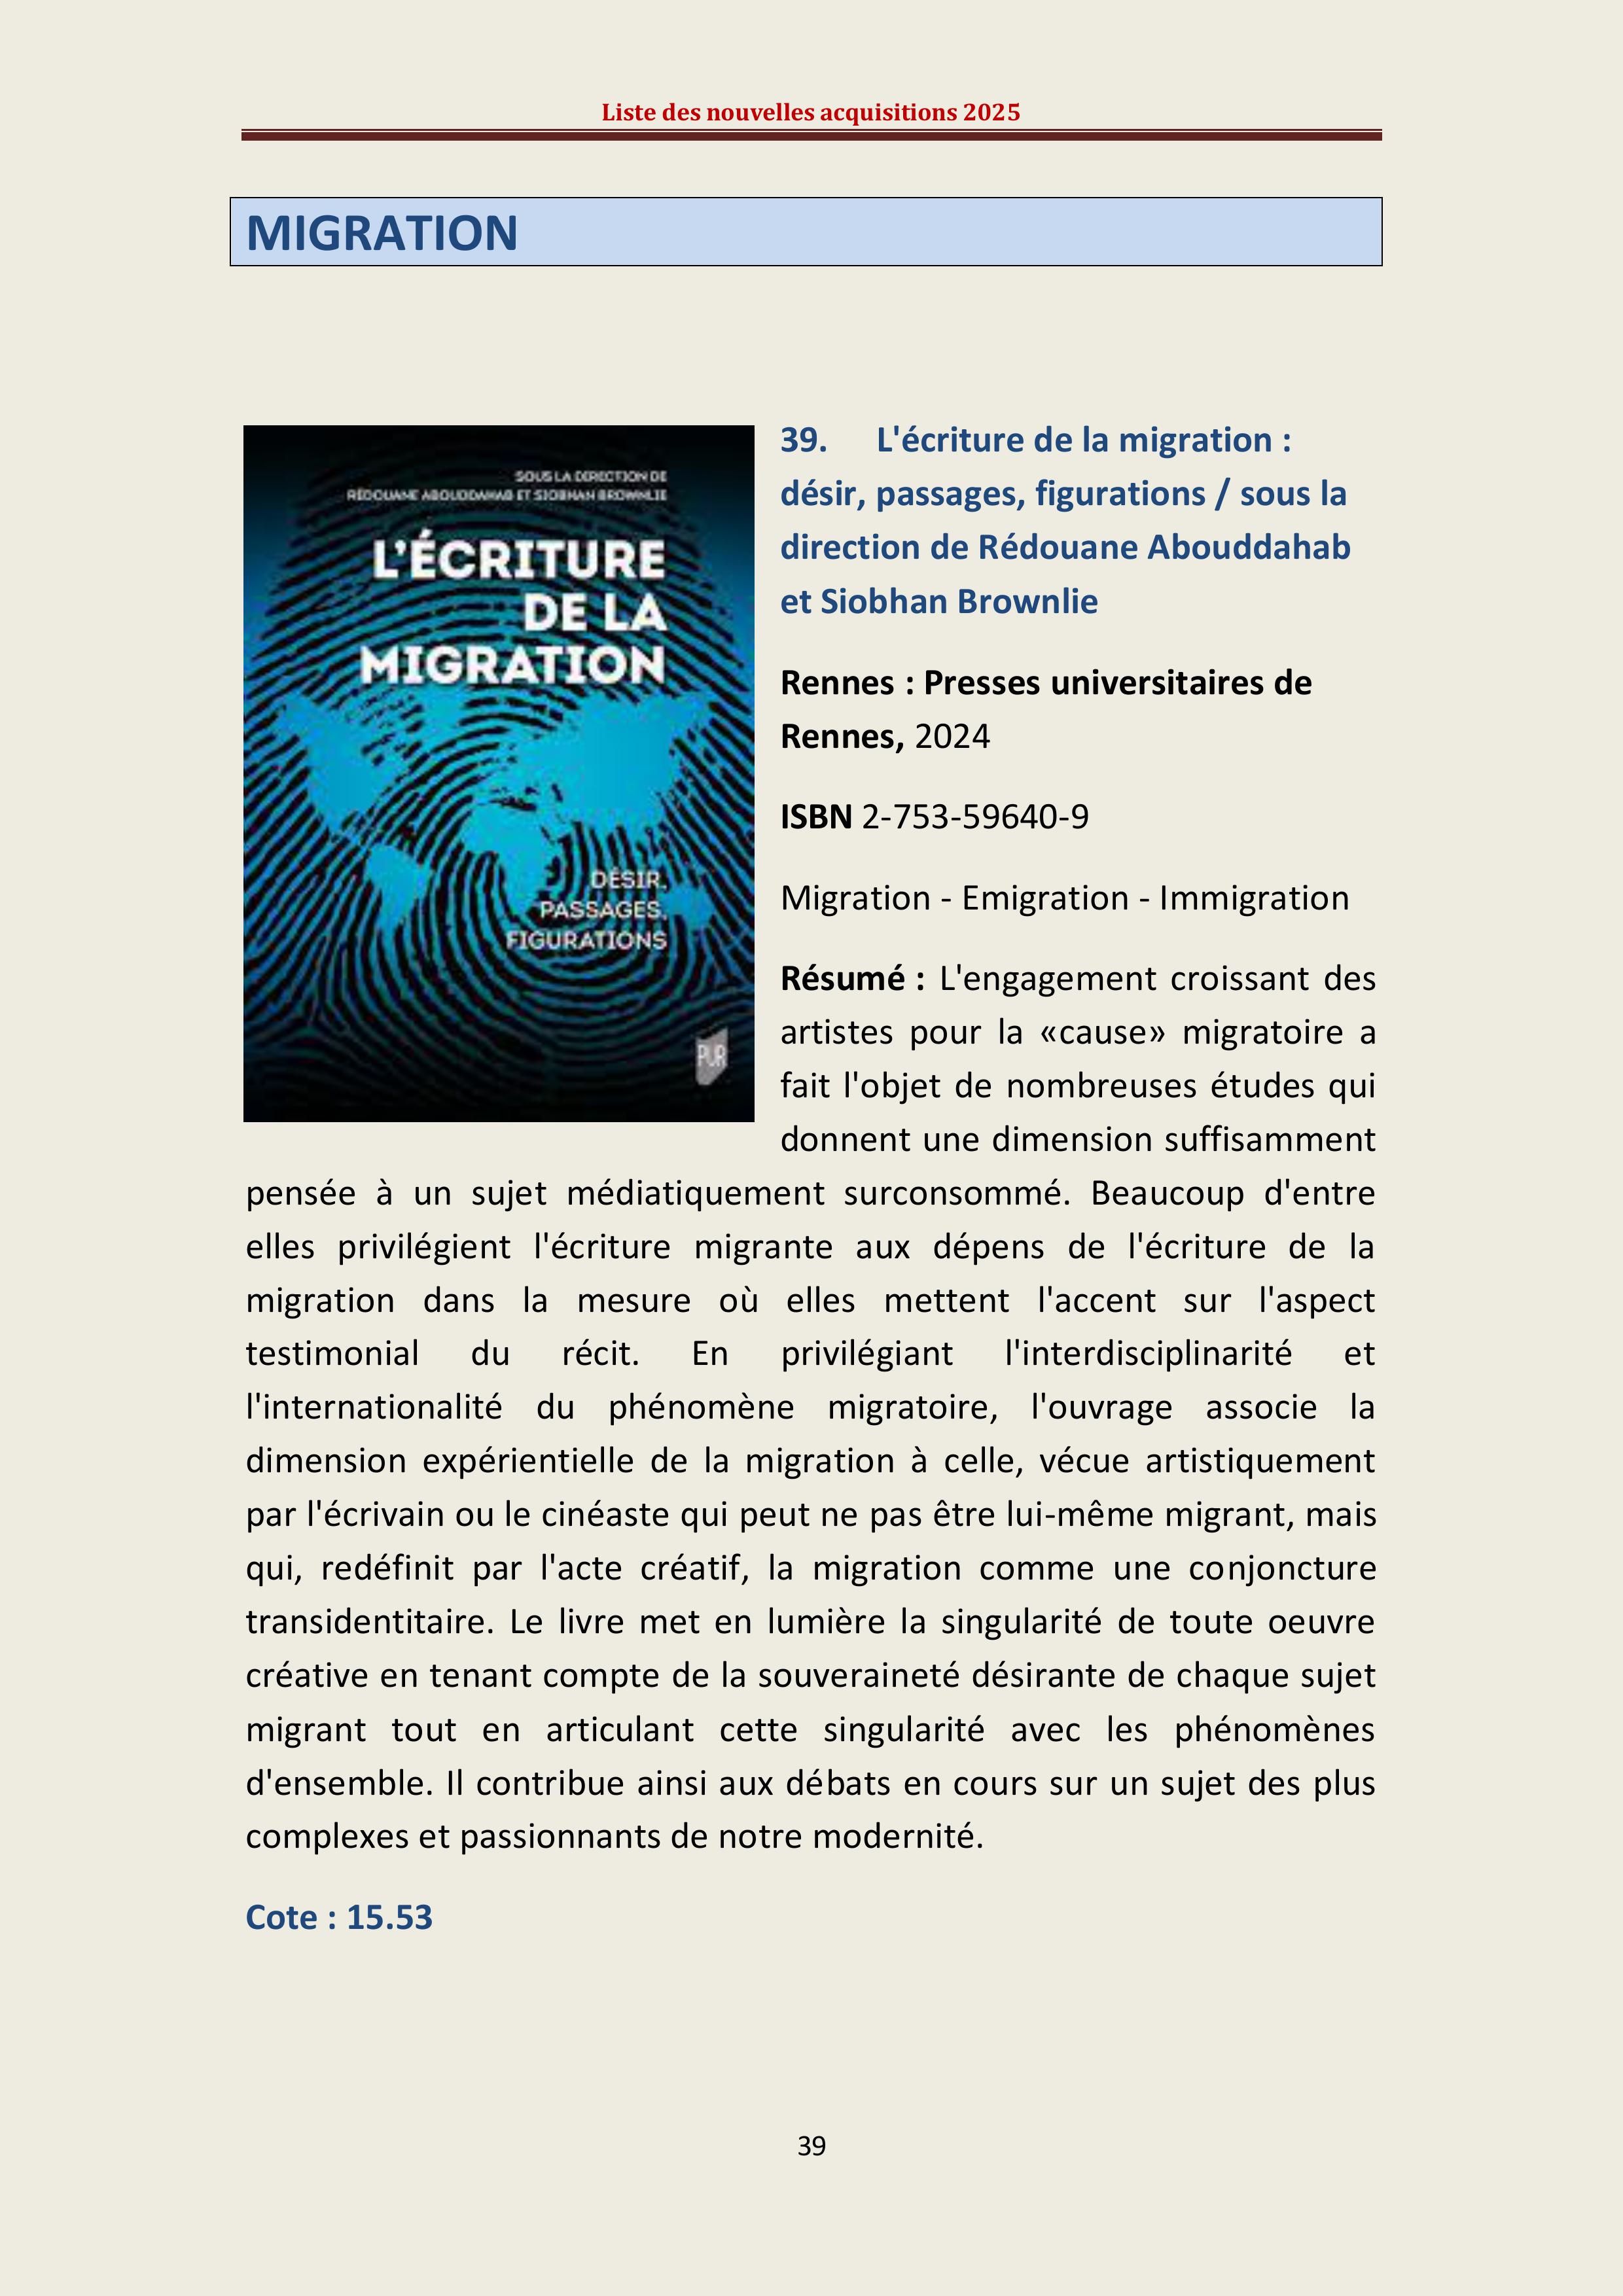 Liste des nouvelles acquisitions 2025
MIGRATION
SOUS LA DIRECTION DE
RÉDOUANE ABOUDDAHAB ET SIOBHAN BROWNLIE
L'ÉCRITURE
DE LA
MIGRATION
DÉSIR,
PASSAGES,
FIGURATIONS
PUR
39. L'écriture de la migration :
désir, passages, figurations / sous la
direction de Rédouane Abouddahab
et Siobhan Brownlie
Rennes : Presses universitaires de
Rennes, 2024
ISBN 2-753-59640-9
Migration - Emigration - Immigration
Résumé : L'engagement croissant des
artistes pour la «cause» migratoire a
fait l'objet de nombreuses études qui
donnent une dimension suffisamment
pensée à un sujet médiatiquement surconsommé. Beaucoup d'entre
elles privilégient l'écriture migrante aux dépens de l'écriture de la
migration dans la mesure où elles mettent l'accent sur l'aspect
testimonial du récit. En privilégiant l'interdisciplinarité et
l'internationalité du phénomène migratoire, l'ouvrage associe la
dimension expérientielle de la migration à celle, vécue artistiquement
par l'écrivain ou le cinéaste qui peut ne pas être lui-même migrant, mais
qui, redéfinit par l'acte créatif, la migration comme une conjoncture
transidentitaire. Le livre met en lumière la singularité de toute oeuvre
créative en tenant compte de la souveraineté désirante de chaque sujet
migrant tout en articulant cette singularité avec les phénomènes
d'ensemble. Il contribue ainsi aux débats en cours sur un sujet des plus
complexes et passionnants de notre modernité.
Cote : 15.53
39